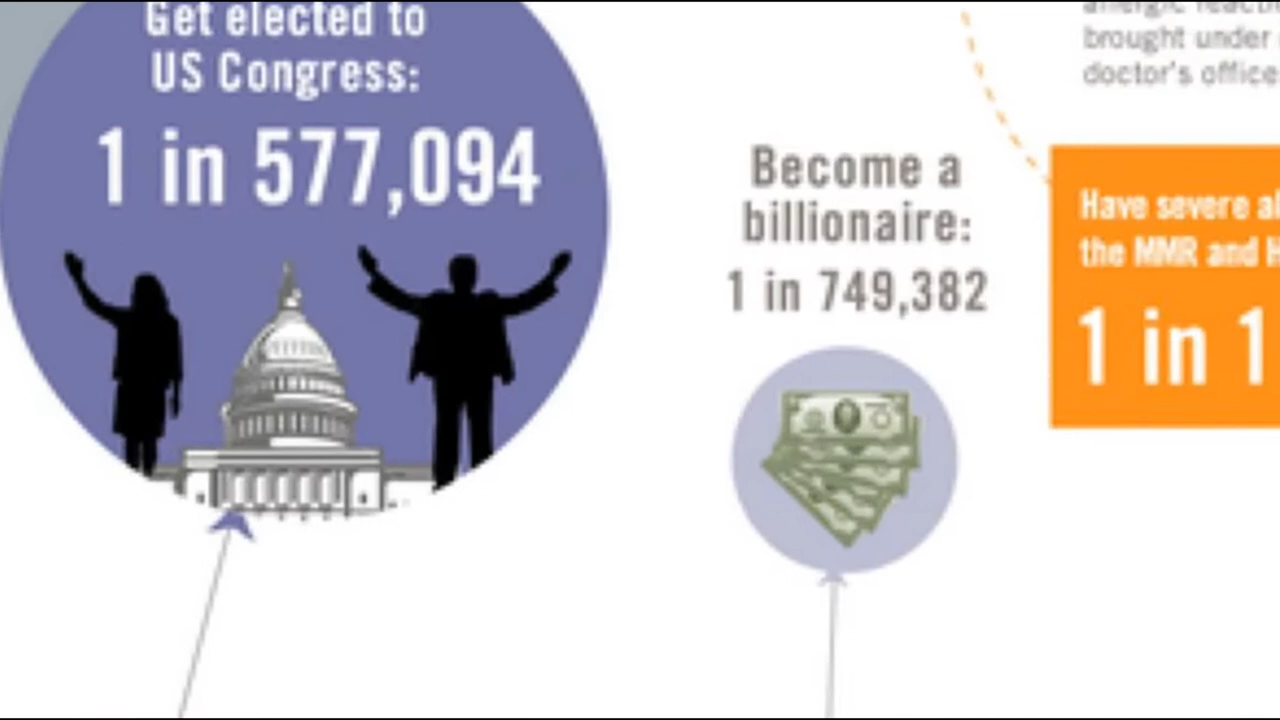 Get elected to
US Congress:
1 in 577,094
Become a
billionaire:
1 in 749,382
allergic
brought under
doctor's office
Have severe
the MMR and
1 in 1